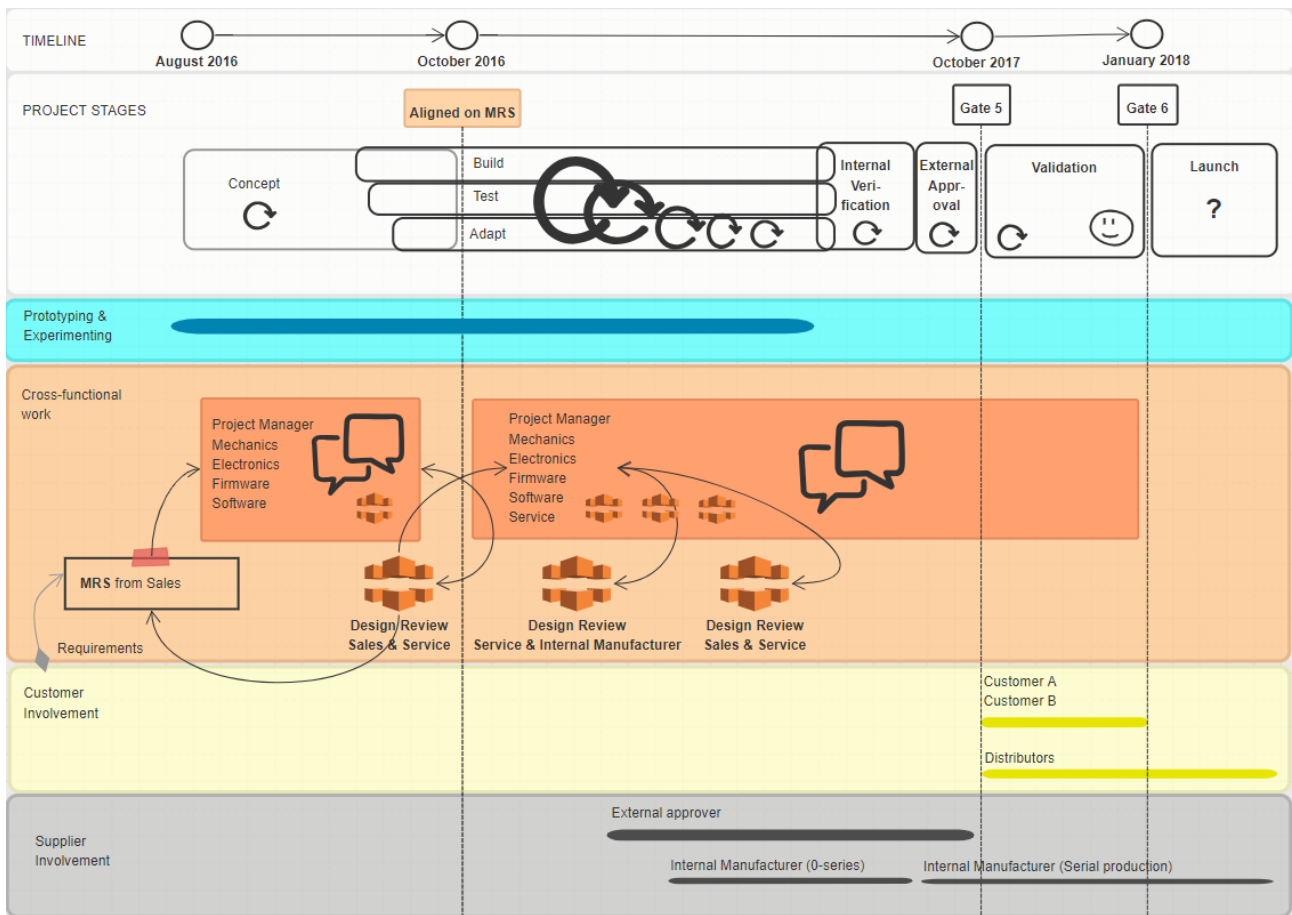 TIMELINE
August 2016
October 2016
October 2017
January 2018
PROJECT STAGES
Aligned on MRS
Gate 5
Gate 6
Concept
Build
Test
Adapt
Internal
Veri-
fication
External
Appr-
oval
Validation
Launch
?
Prototyping &
Experimenting
Cross-functional
work
Project Manager
Mechanics
Electronics
Firmware
Software
Project Manager
Mechanics
Electronics
Firmware
Software
Service
MRS from Sales
Requirements
Design Review
Sales & Service
Design Review
Service & Internal Manufacturer
Design Review
Sales & Service
Customer
Involvement
Customer A
Customer B
Distributors
Supplier
Involvement
External approver
Internal Manufacturer (0-series)
Internal Manufacturer (Serial production)